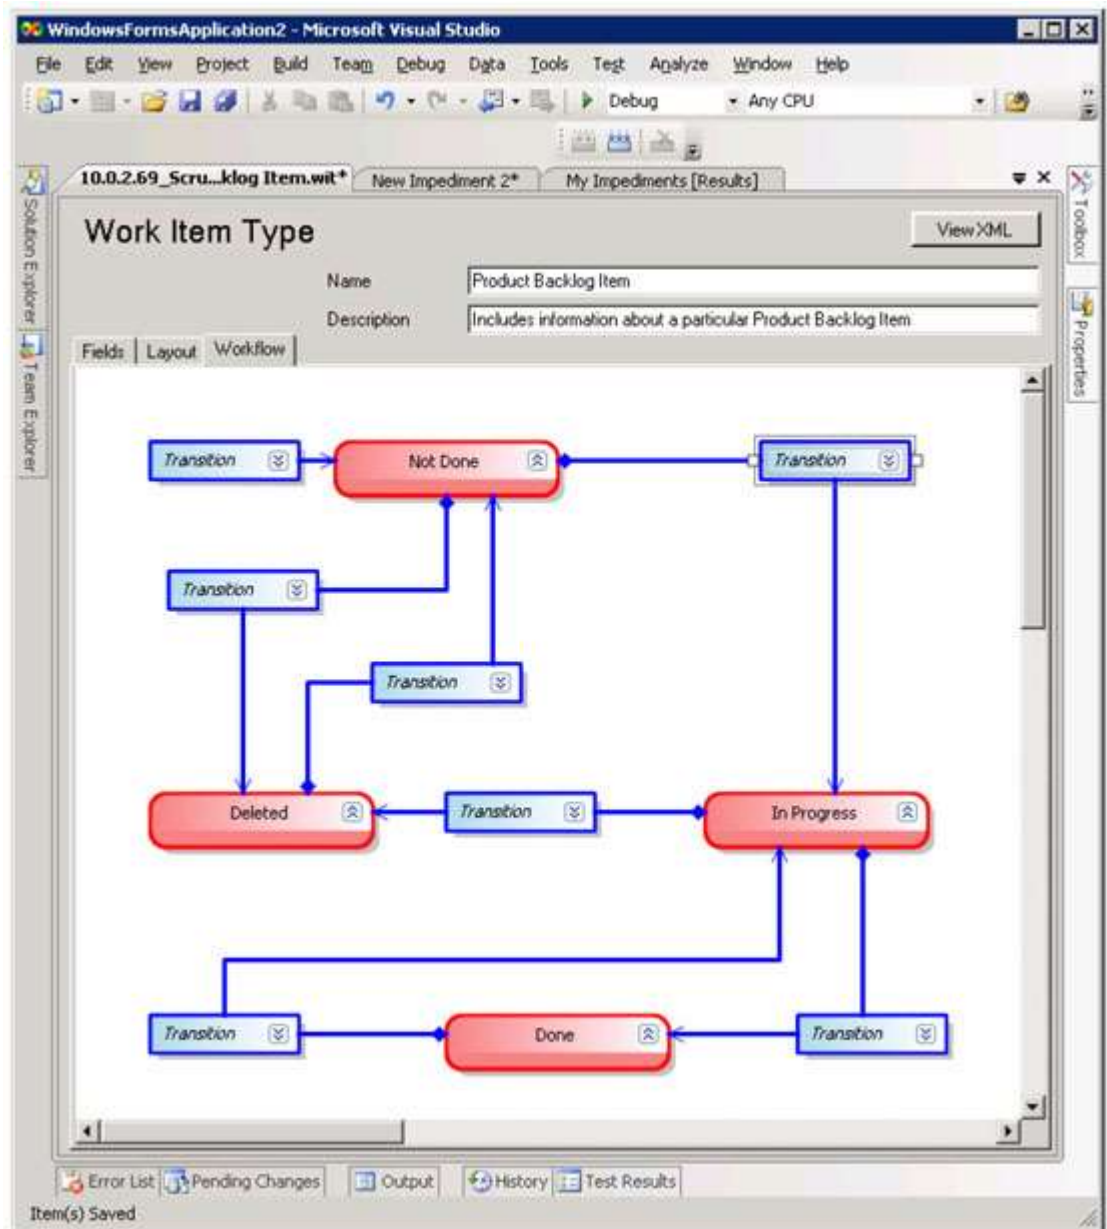 WindowsFormsApplication2 - Microsoft Visual Studio
File Edit View Project Build Team Debug Data Tools Test Analyze Window Help
Debug Any CPU
10.0.2.69_Scru...klog Item.wit* New Impediment 2* My Impediments [Results]
Solution Explorer
Team Explorer
Toolbox
Properties
Work Item Type
View XML
Name Product Backlog Item
Description Includes information about a particular Product Backlog Item
Fields Layout Workflow
Transition Not Done Transition
Transition
Transition
Deleted Transition In Progress
Transition Done Transition
Error List Pending Changes Output History Test Results
Item(s) Saved